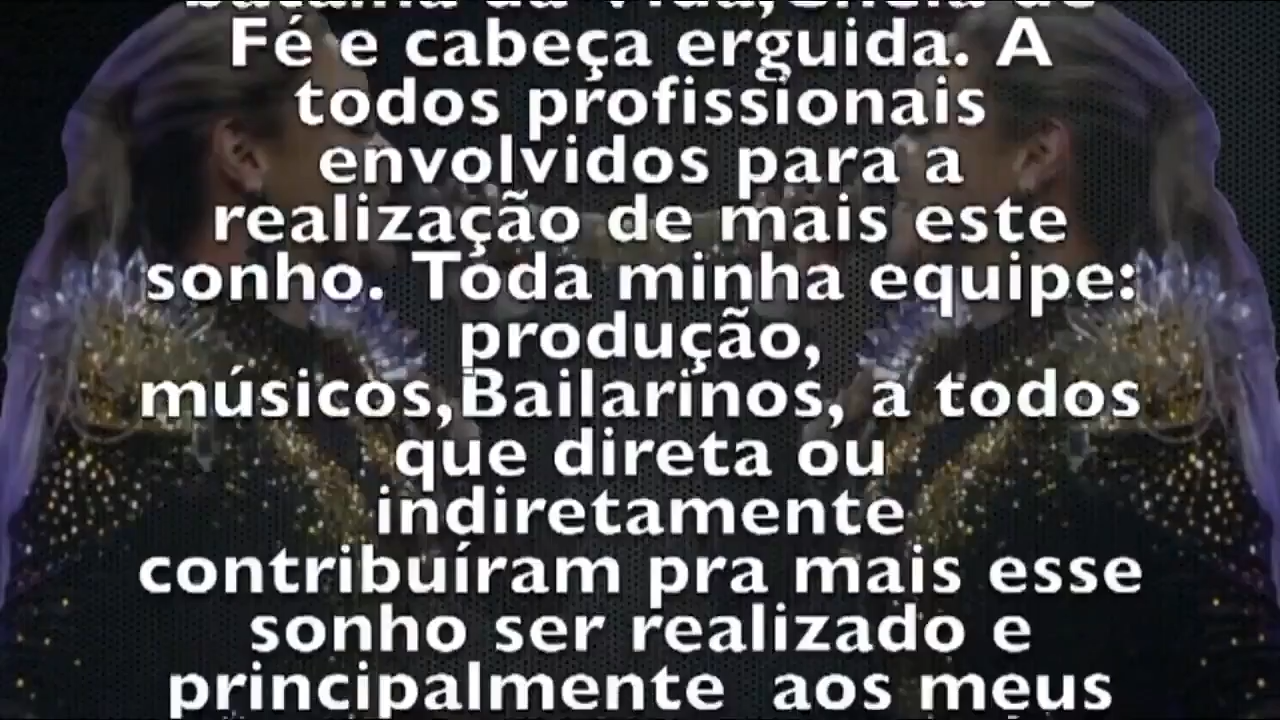 Fé e cabeça erguida. A
todos profissionais
envolvidos para a
realização de mais este
sonho. Toda minha equipe:
produção,
músicos,Bailarinos, a todos
que direta ou
indiretamente
contribuíram pra mais esse
sonho ser realizado e
principalmente aos meus